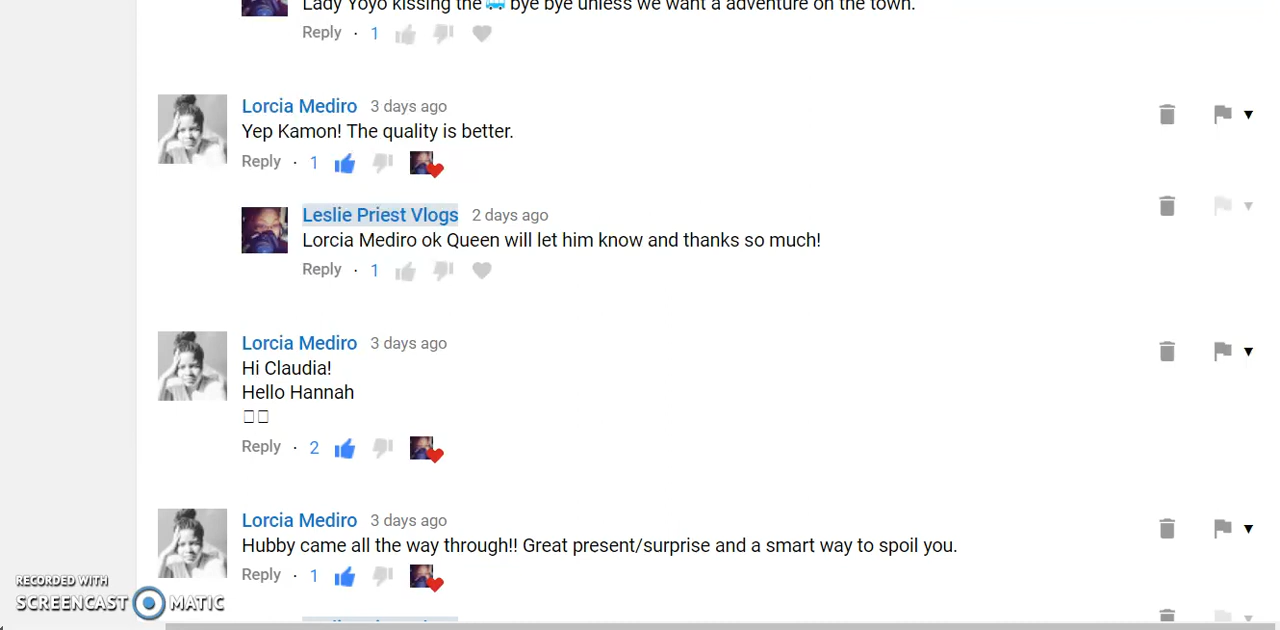 Lady Yoyo kissing the 🚌 bye bye unless we want a adventure on the town.
Reply · 1
Lorcia Mediro 3 days ago
Yep Kamon! The quality is better.
Reply · 1
Leslie Priest Vlogs 2 days ago
Lorcia Mediro ok Queen will let him know and thanks so much!
Reply · 1
Lorcia Mediro 3 days ago
Hi Claudia!
Hello Hannah
Reply · 2
Lorcia Mediro 3 days ago
Hubby came all the way through!! Great present/surprise and a smart way to spoil you.
Reply · 1
RECORDED WITH
SCREENCAST MATIC